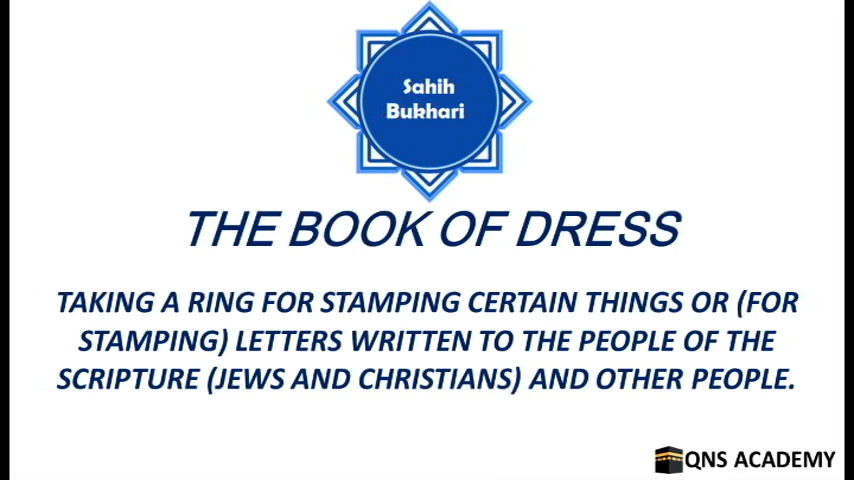 Sahih
Bukhari
THE BOOK OF DRESS
TAKING A RING FOR STAMPING CERTAIN THINGS OR (FOR
STAMPING) LETTERS WRITTEN TO THE PEOPLE OF THE
SCRIPTURE (JEWS AND CHRISTIANS) AND OTHER PEOPLE.
QNS ACADEMY